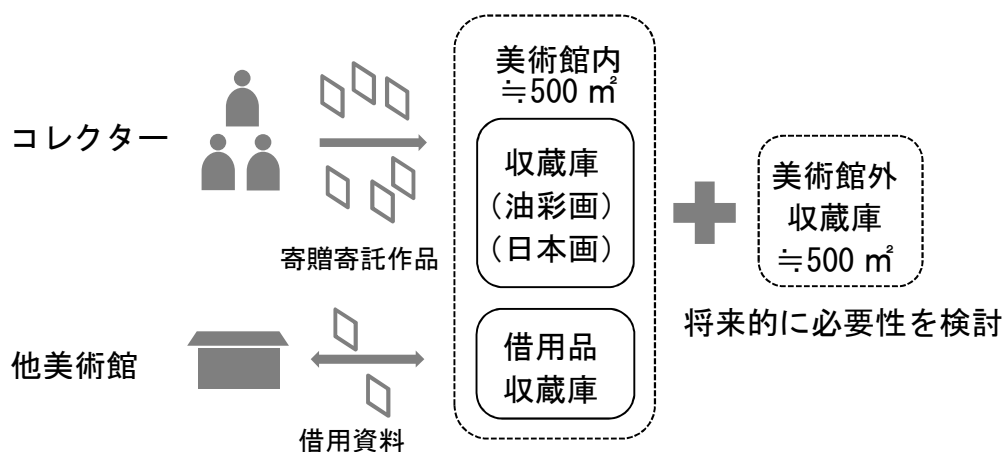 美術館内
≒500 ㎡
コレクター
収蔵庫
(油彩画)
(日本画)
寄贈寄託作品
美術館外
収蔵庫
≒500 ㎡
将来的に必要性を検討
他美術館
借用品
収蔵庫
借用資料